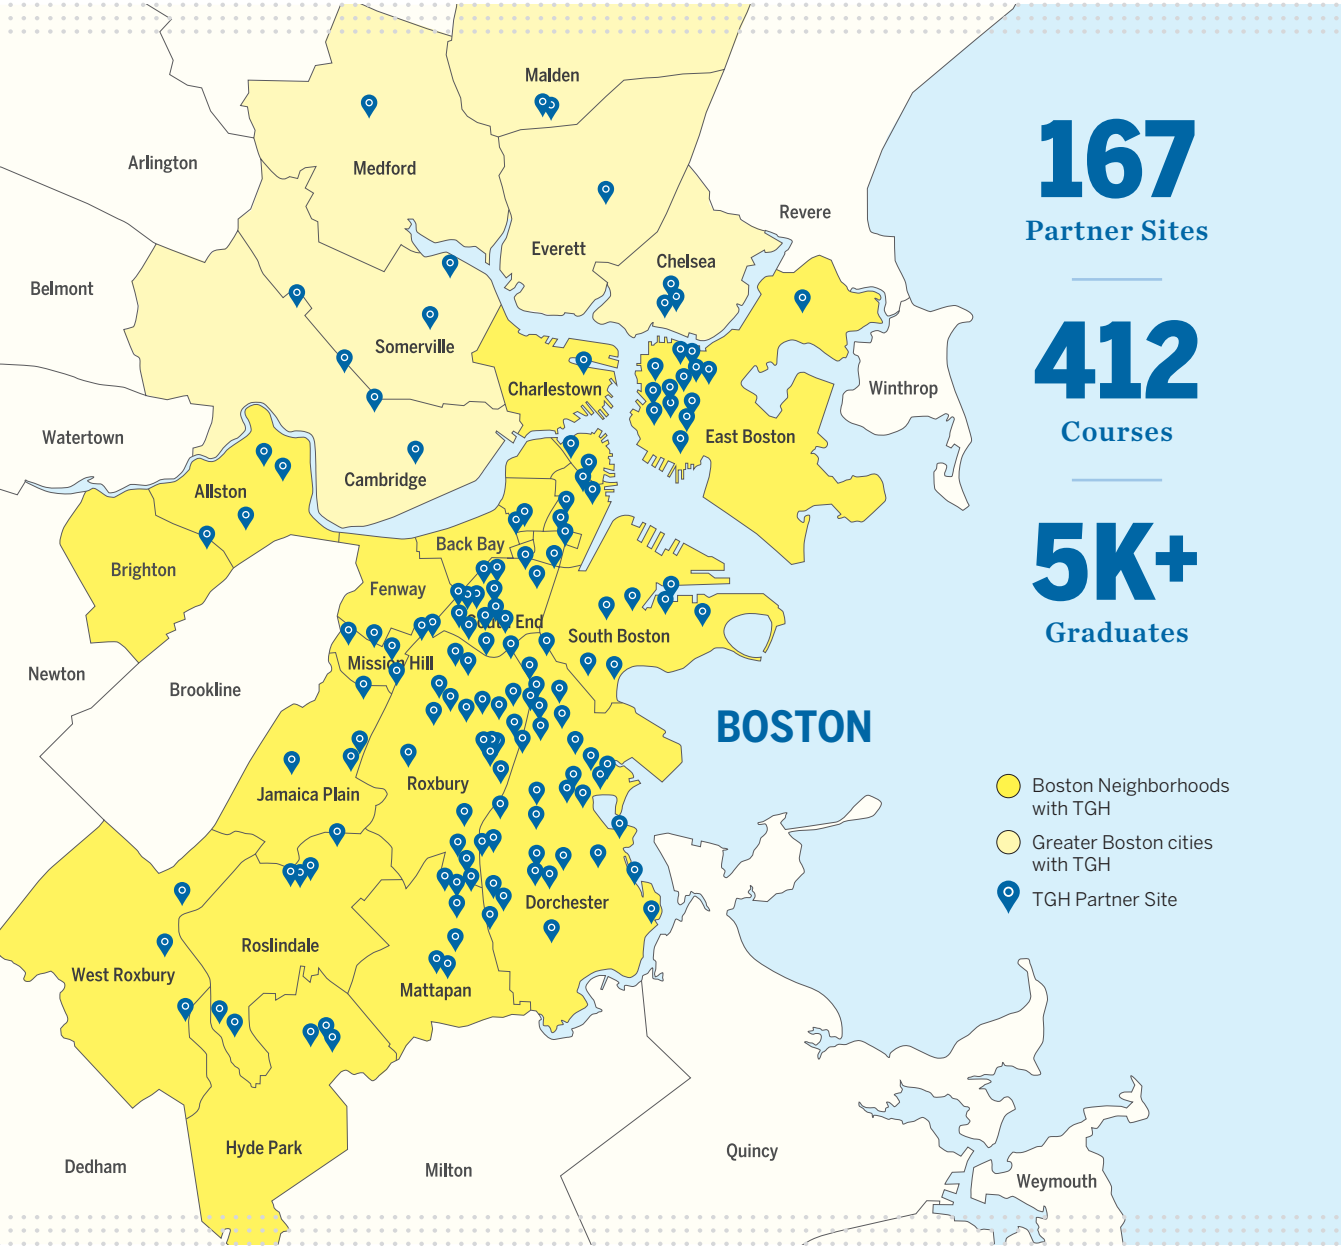 Malden
Arlington
Medford
Revere
Everett
Chelsea
Belmont
Somerville
Charlestown
Winthrop
Watertown
East Boston
Cambridge
Allston
Back Bay
Brighton
Fenway
South End
South Boston
Mission Hill
Newton
Brookline
BOSTON
Jamaica Plain
Roxbury
Dorchester
Roslindale
West Roxbury
Mattapan
Hyde Park
Dedham
Milton
Quincy
Weymouth
167
Partner Sites
412
Courses
5K+
Graduates
Boston Neighborhoods
with TGH
Greater Boston cities
with TGH
TGH Partner Site